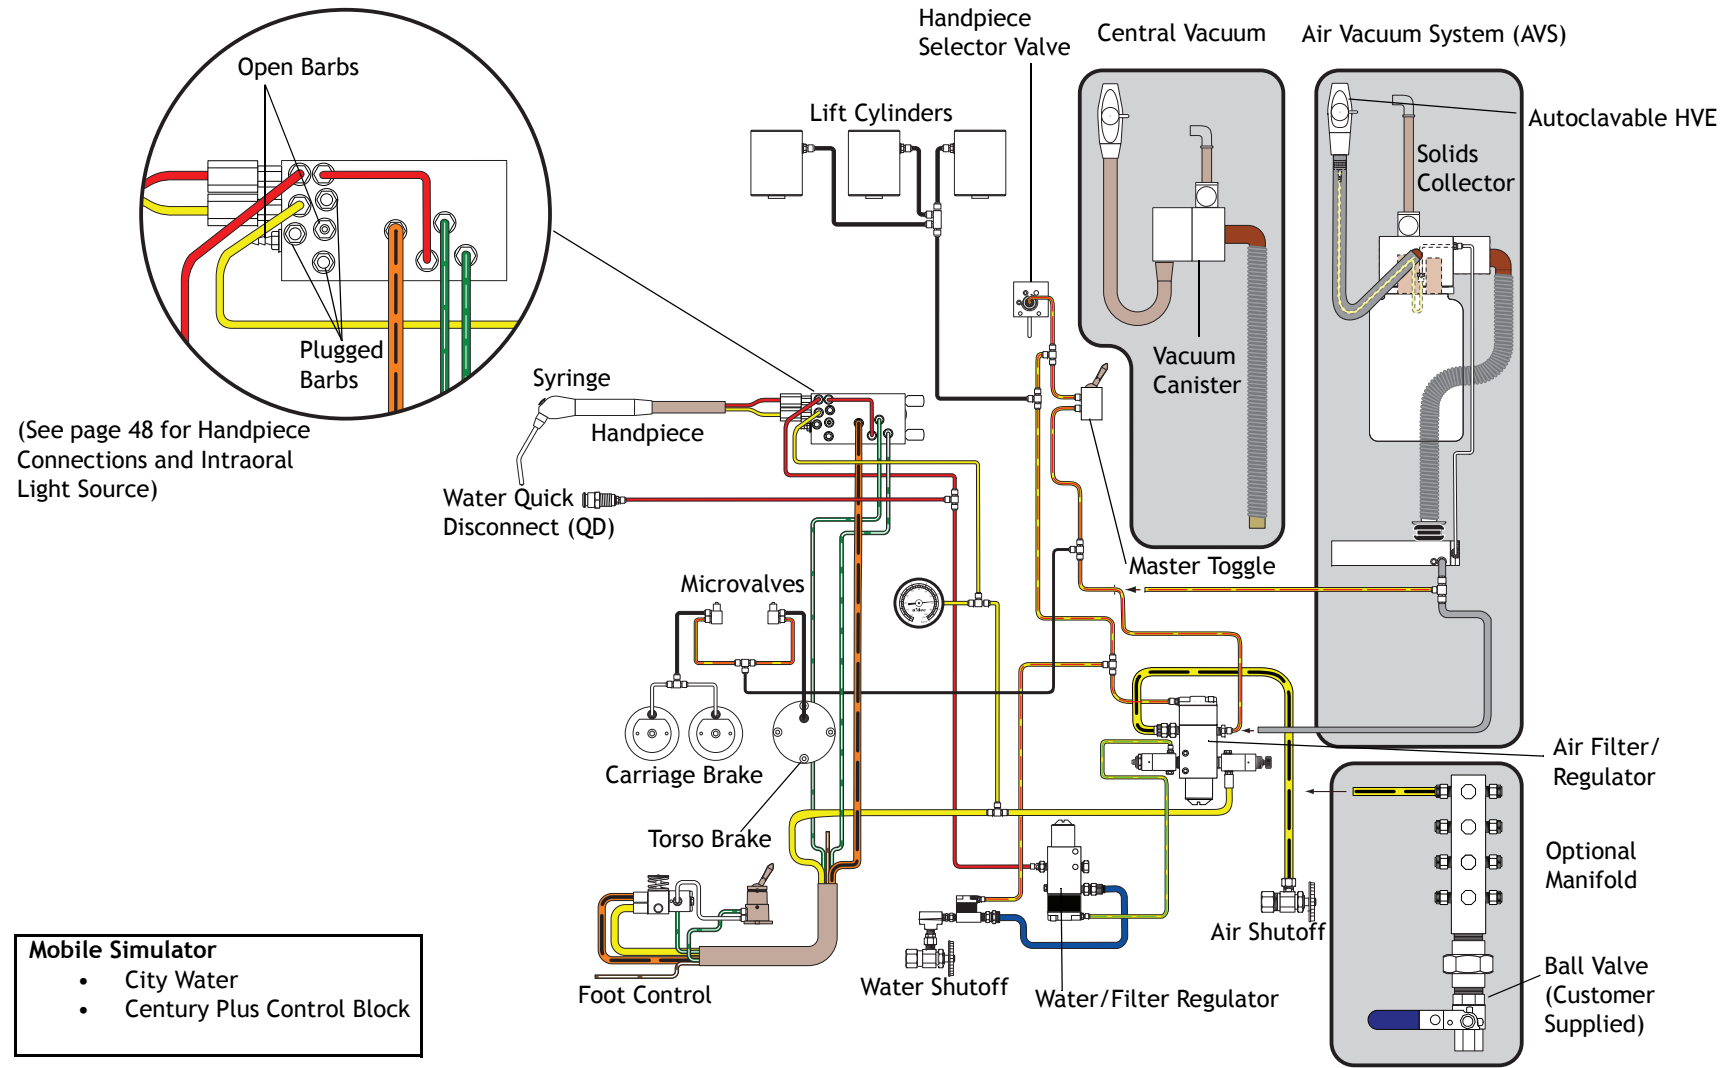 Handpiece
Selector Valve
Central Vacuum
Air Vacuum System (AVS)
Open Barbs
Lift Cylinders
Autoclavable HVE
Solids
Collector
Plugged
Barbs
Vacuum
Canister
Syringe
Handpiece
(See page 48 for Handpiece
Connections and Intraoral
Light Source)
Water Quick
Disconnect (QD)
Master Toggle
Microvalves
Carriage Brake
Air Filter/
Regulator
Torso Brake
Optional
Manifold
Air Shutoff
Mobile Simulator
• City Water
• Century Plus Control Block
Foot Control
Water Shutoff
Water/Filter Regulator
Ball Valve
(Customer
Supplied)